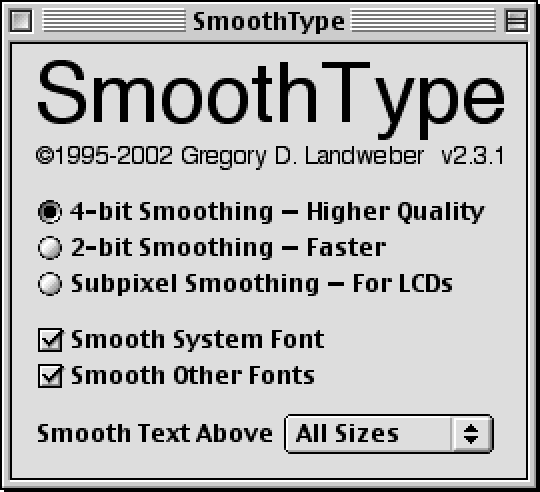 SmoothType
SmoothType
©1995-2002 Gregory D. Landweber v2.3.1
4-bit Smoothing – Higher Quality
2-bit Smoothing – Faster
Subpixel Smoothing – For LCDs
Smooth System Font
Smooth Other Fonts
Smooth Text Above All Sizes